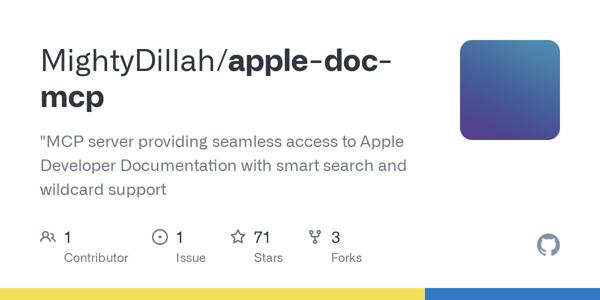 MightyDillah/apple-doc-
mcp
"MCP server providing seamless access to Apple
Developer Documentation with smart search and
wildcard support
1
Contributor
1
Issue
71
Stars
3
Forks